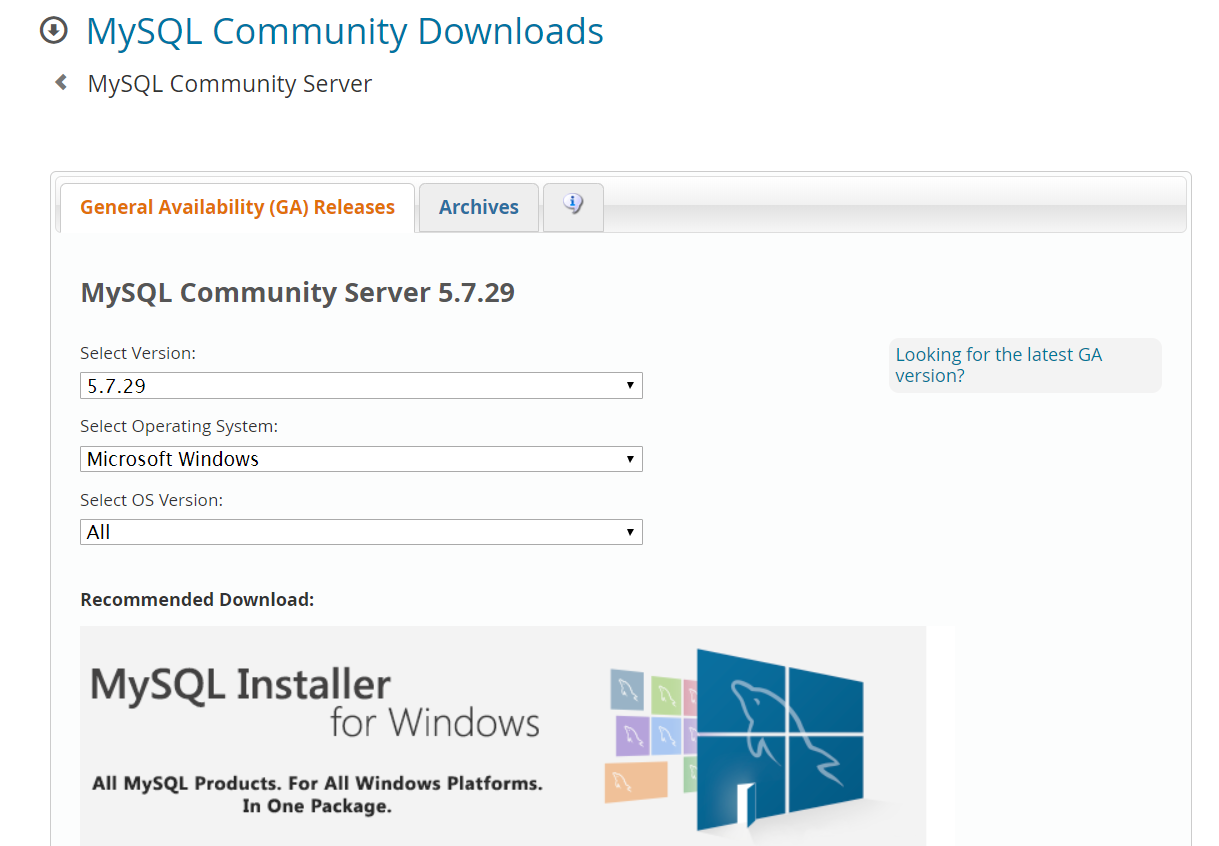 MySQL Community Downloads
MySQL Community Server
General Availability (GA) Releases
Archives
MySQL Community Server 5.7.29
Select Version:
5.7.29
Looking for the latest GA
version?
Select Operating System:
Microsoft Windows
Select OS Version:
All
Recommended Download:
MySQL Installer
for Windows
All MySQL Products. For All Windows Platforms.
In One Package.